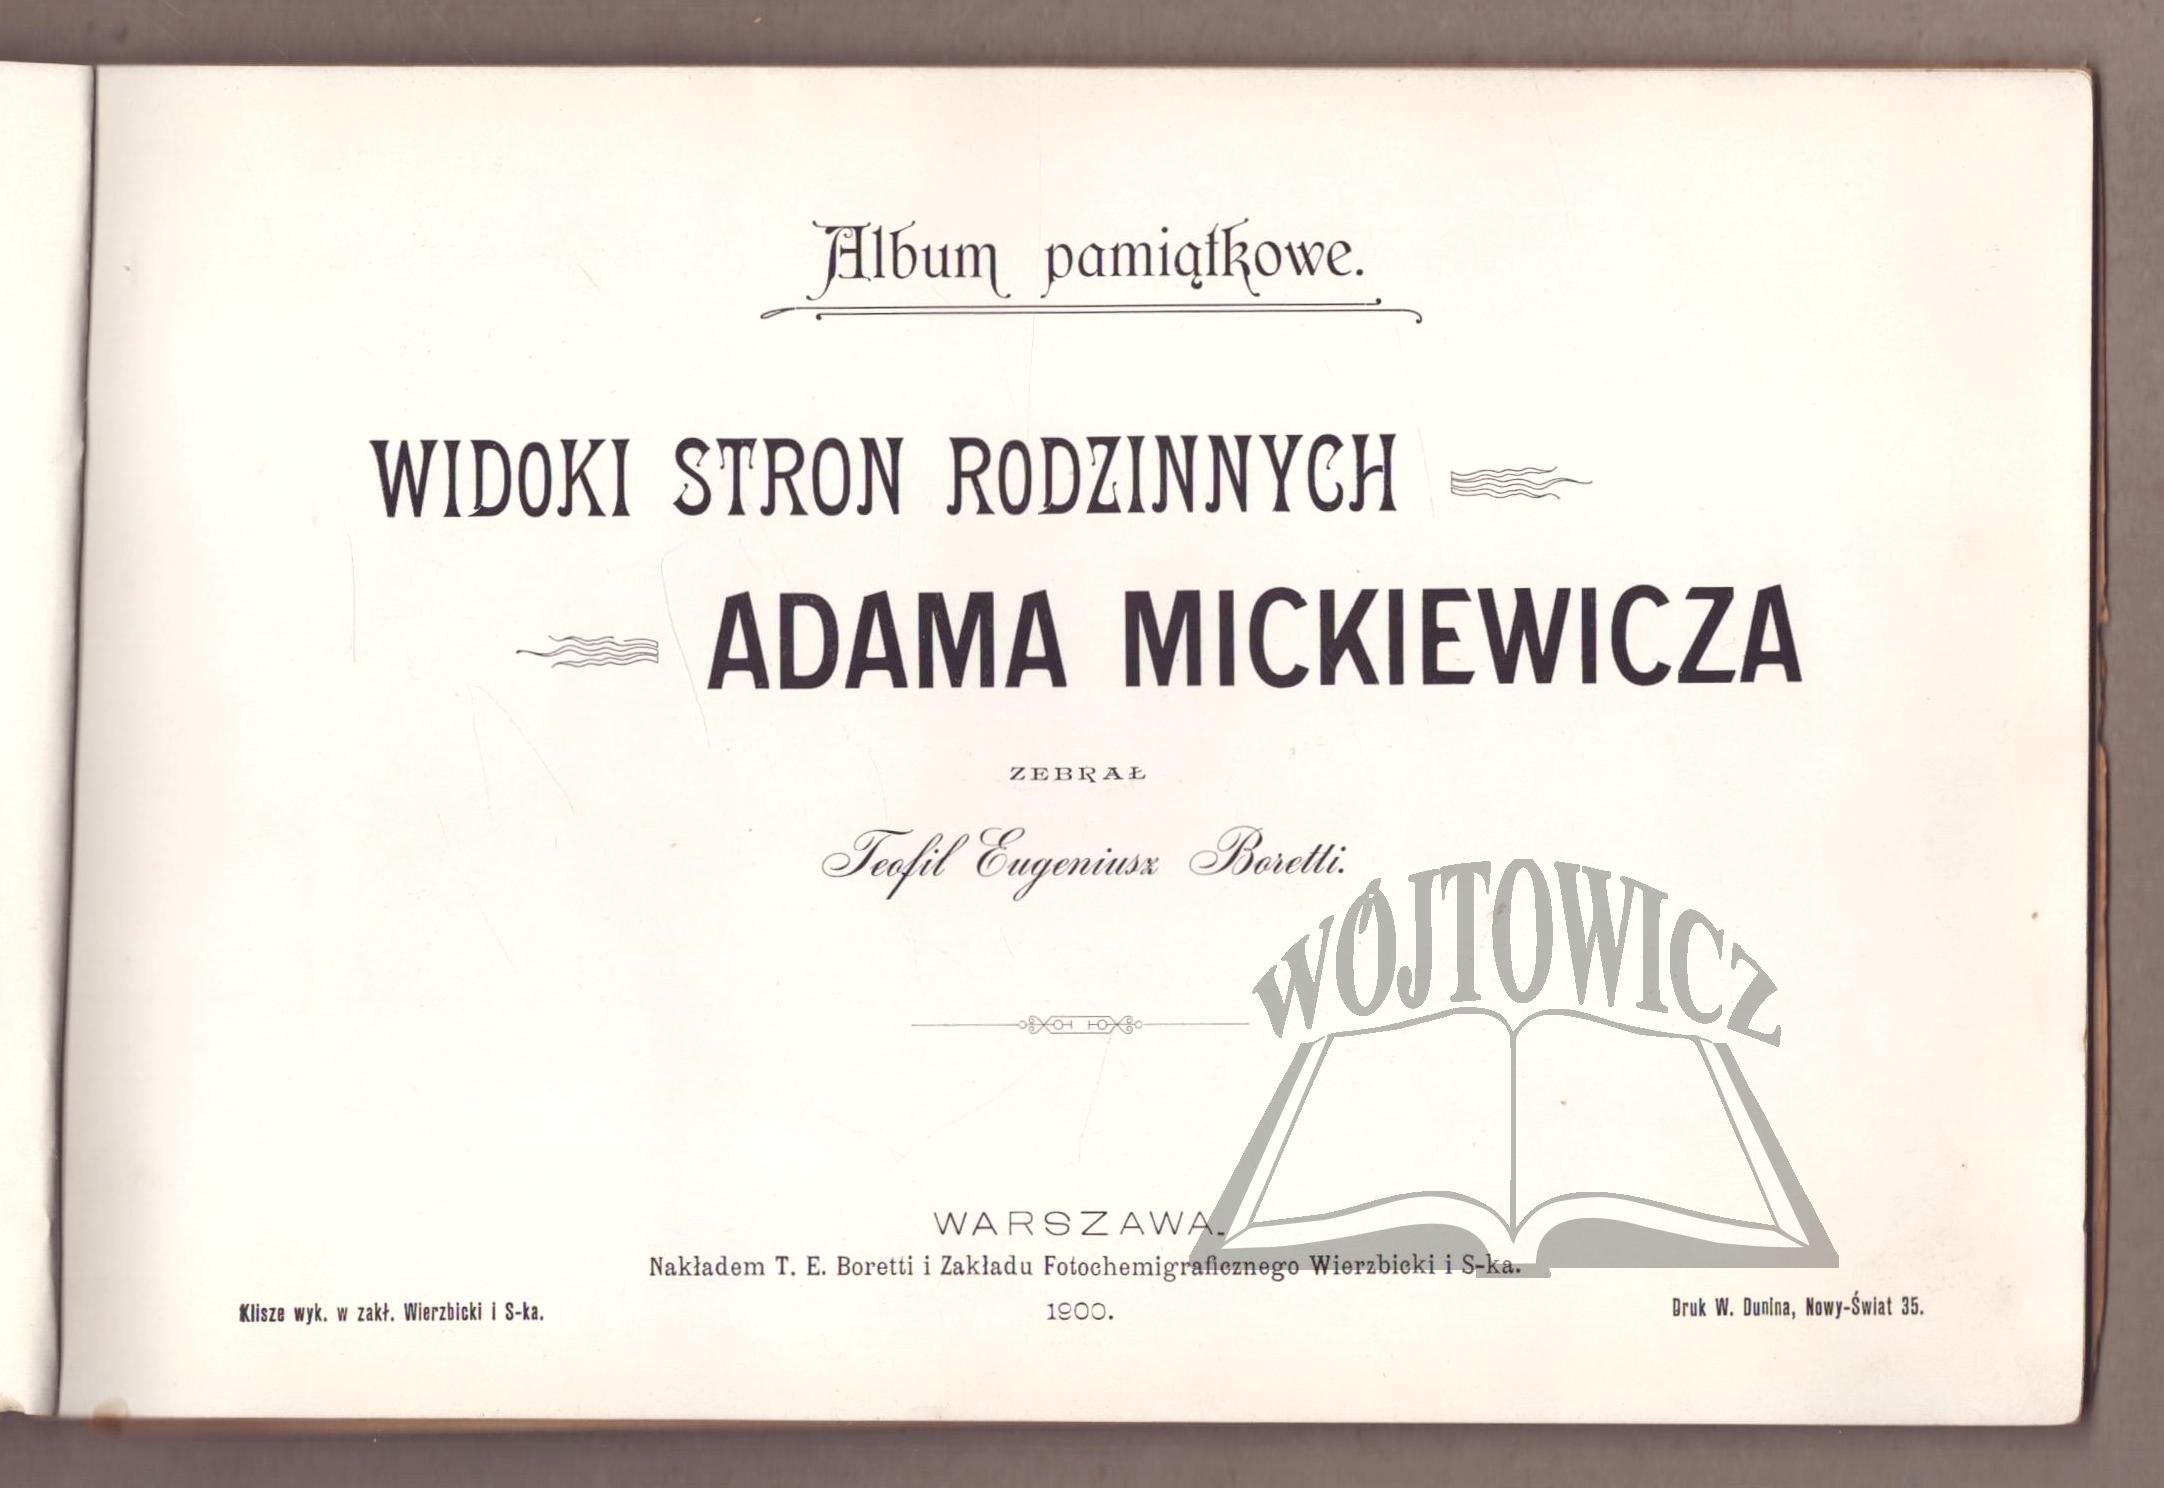 Album pamiątkowe.
WIDOKI STRON RODZINNYCH
ADAMA MICKIEWICZA
ZEBRAŁ
Teofil Eugeniusz Boretti.
WÓJTOWICZ
WARSZAWA.
Nakładem T. E. Boretti i Zakładu Fotochemigraficznego Wierzbicki i S-ka.
Klisze wyk. w zakł. Wierzbicki i S-ka.
1900.
Druk W. Dunina, Nowy-Świat 35.